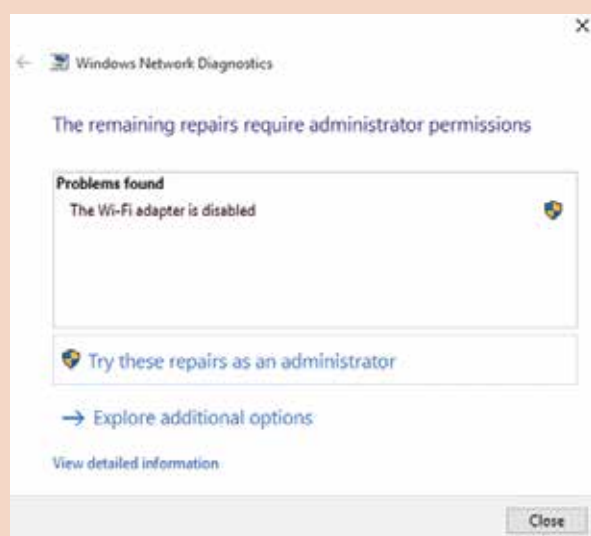 Windows Network Diagnostics
The remaining repairs require administrator permissions
Problems found
The Wi-Fi adapter is disabled
Try these repairs as an administrator
Explore additional options
View detailed information
Close